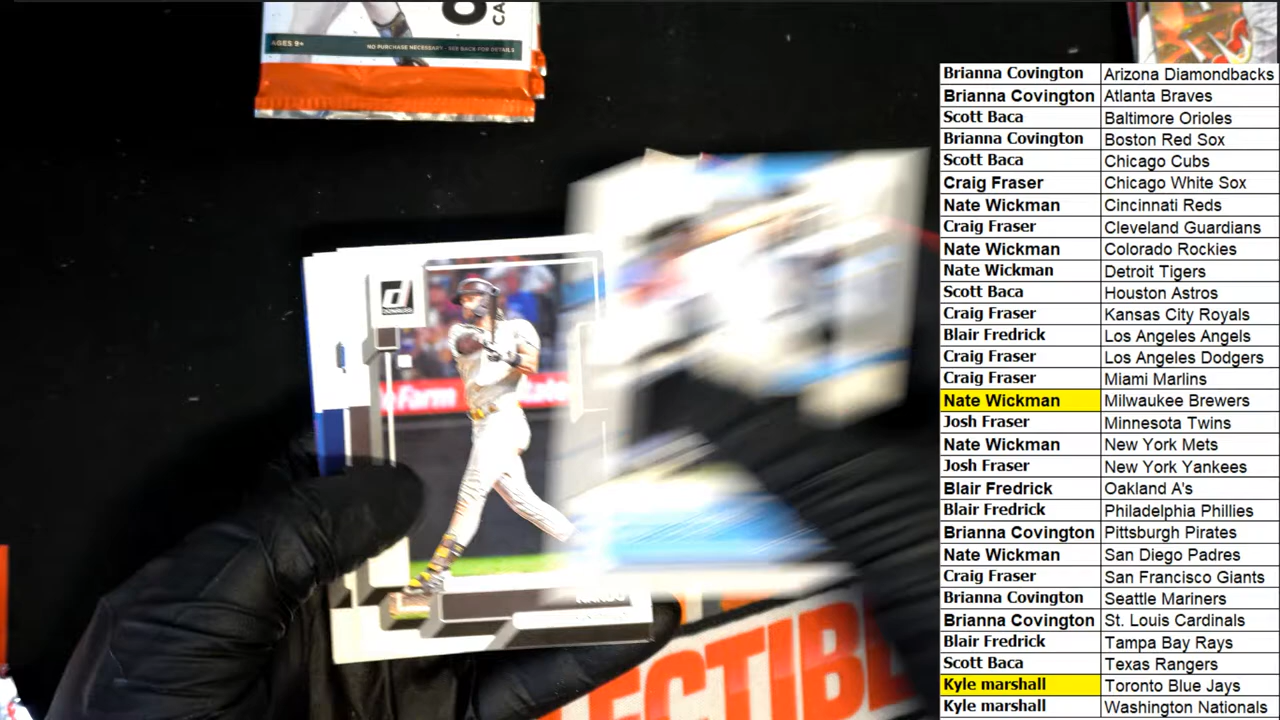 AGES 9+
NO PURCHASE NECESSARY - SEE BACK FOR DETAILS
CA
d
DONRUSS
eFarm
ECTIBLE
Brianna Covington Arizona Diamondbacks
Brianna Covington Atlanta Braves
Scott Baca Baltimore Orioles
Brianna Covington Boston Red Sox
Scott Baca Chicago Cubs
Craig Fraser Chicago White Sox
Nate Wickman Cincinnati Reds
Craig Fraser Cleveland Guardians
Nate Wickman Colorado Rockies
Nate Wickman Detroit Tigers
Scott Baca Houston Astros
Craig Fraser Kansas City Royals
Blair Fredrick Los Angeles Angels
Craig Fraser Los Angeles Dodgers
Craig Fraser Miami Marlins
Nate Wickman Milwaukee Brewers
Josh Fraser Minnesota Twins
Nate Wickman New York Mets
Josh Fraser New York Yankees
Blair Fredrick Oakland A's
Blair Fredrick Philadelphia Phillies
Brianna Covington Pittsburgh Pirates
Nate Wickman San Diego Padres
Craig Fraser San Francisco Giants
Brianna Covington Seattle Mariners
Brianna Covington St. Louis Cardinals
Blair Fredrick Tampa Bay Rays
Scott Baca Texas Rangers
Kyle marshall Toronto Blue Jays
Kyle marshall Washington Nationals